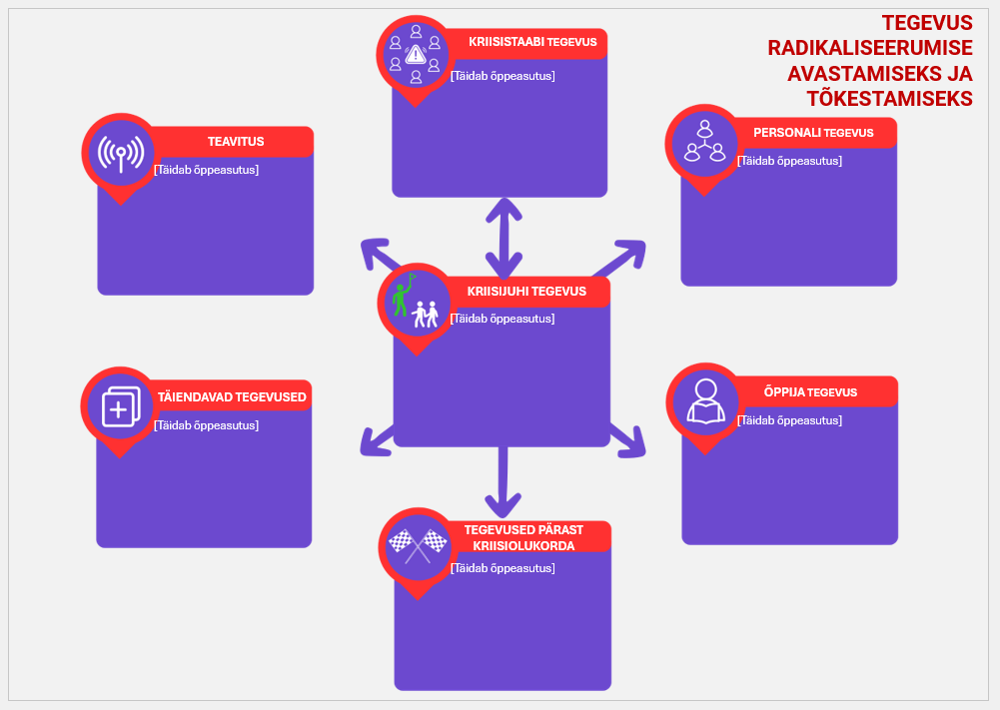 TEGEVUS
RADIKALISEERUMISE
AVASTAMISEKS JA
TÕKESTAMISEKS
KRIISISTAABI TEGEVUS
[Täidab õppeasutus]
TEAVITUS
[Täidab õppeasutus]
PERSONALI TEGEVUS
[Täidab õppeasutus]
KRIISIJUHI TEGEVUS
[Täidab õppeasutus]
TÄIENDAVAD TEGEVUSED
[Täidab õppeasutus]
ÕPPIJA TEGEVUS
[Täidab õppeasutus]
TEGEVUSED PÄRAST
KRIISIOLUKORDA
[Täidab õppeasutus]